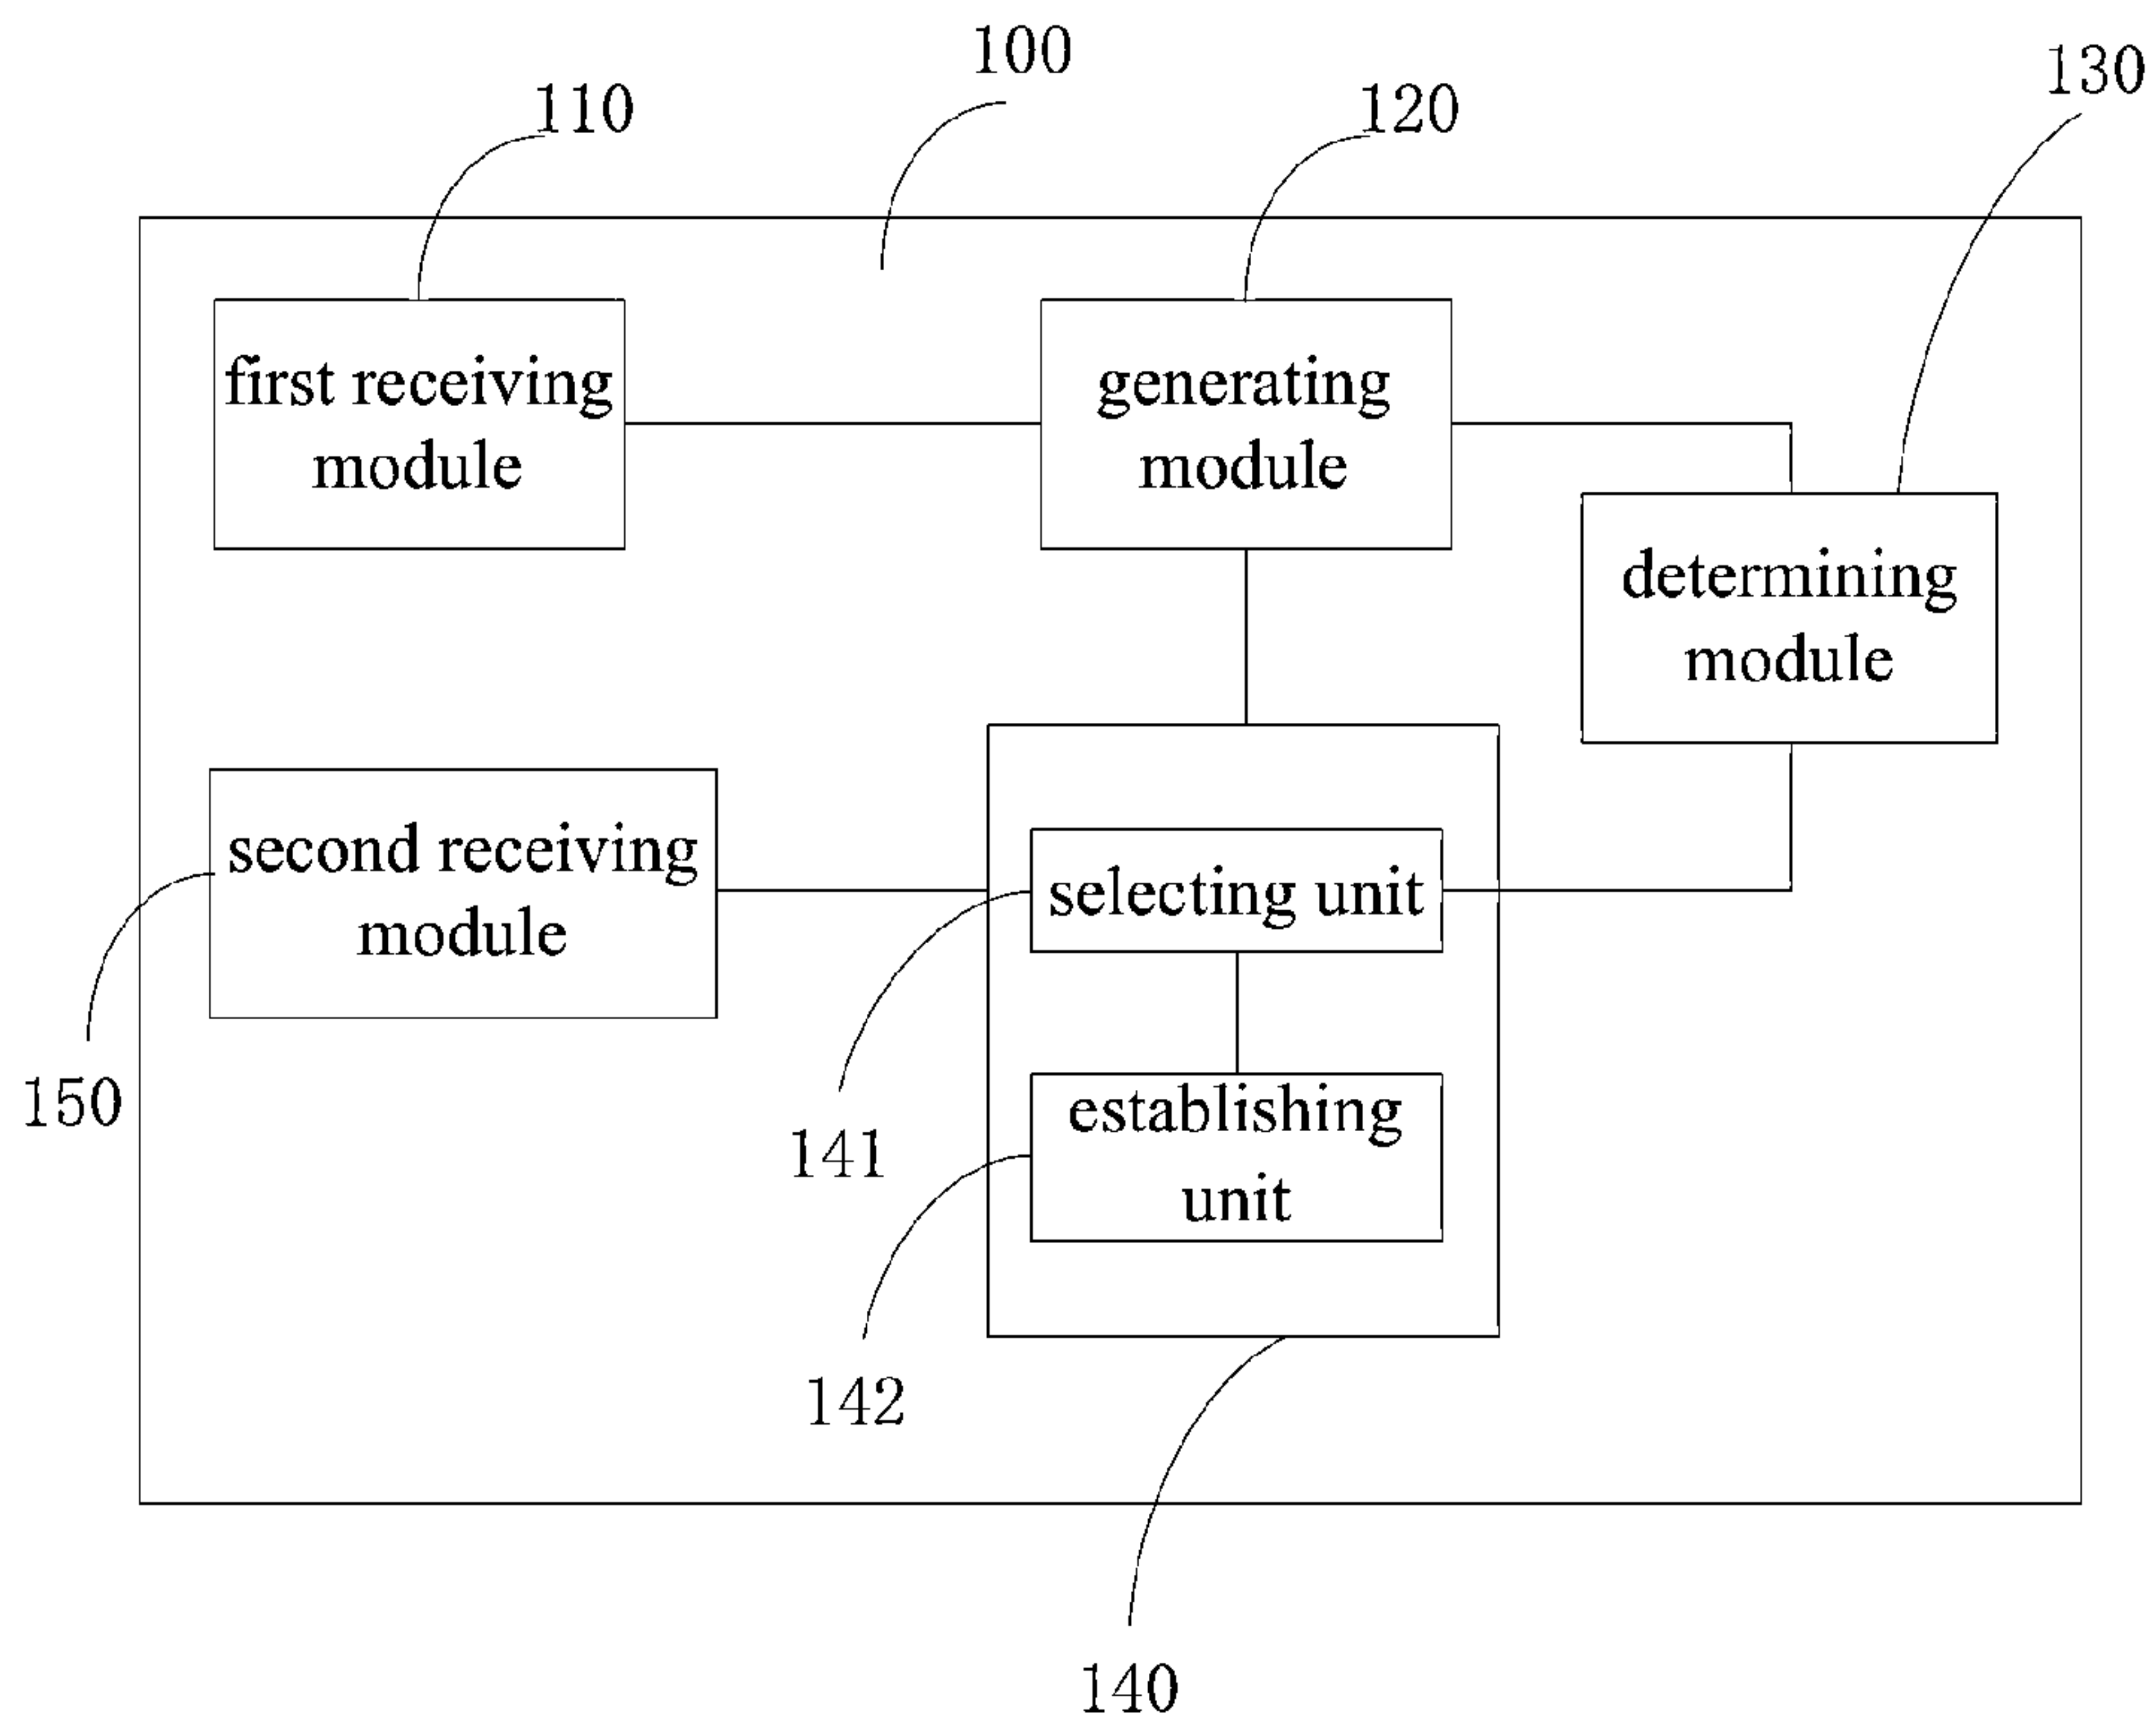 100
130
110
120
first receiving
module
generating
module
determining
module
second receiving
module
selecting unit
150
establishing
unit
141
142
140